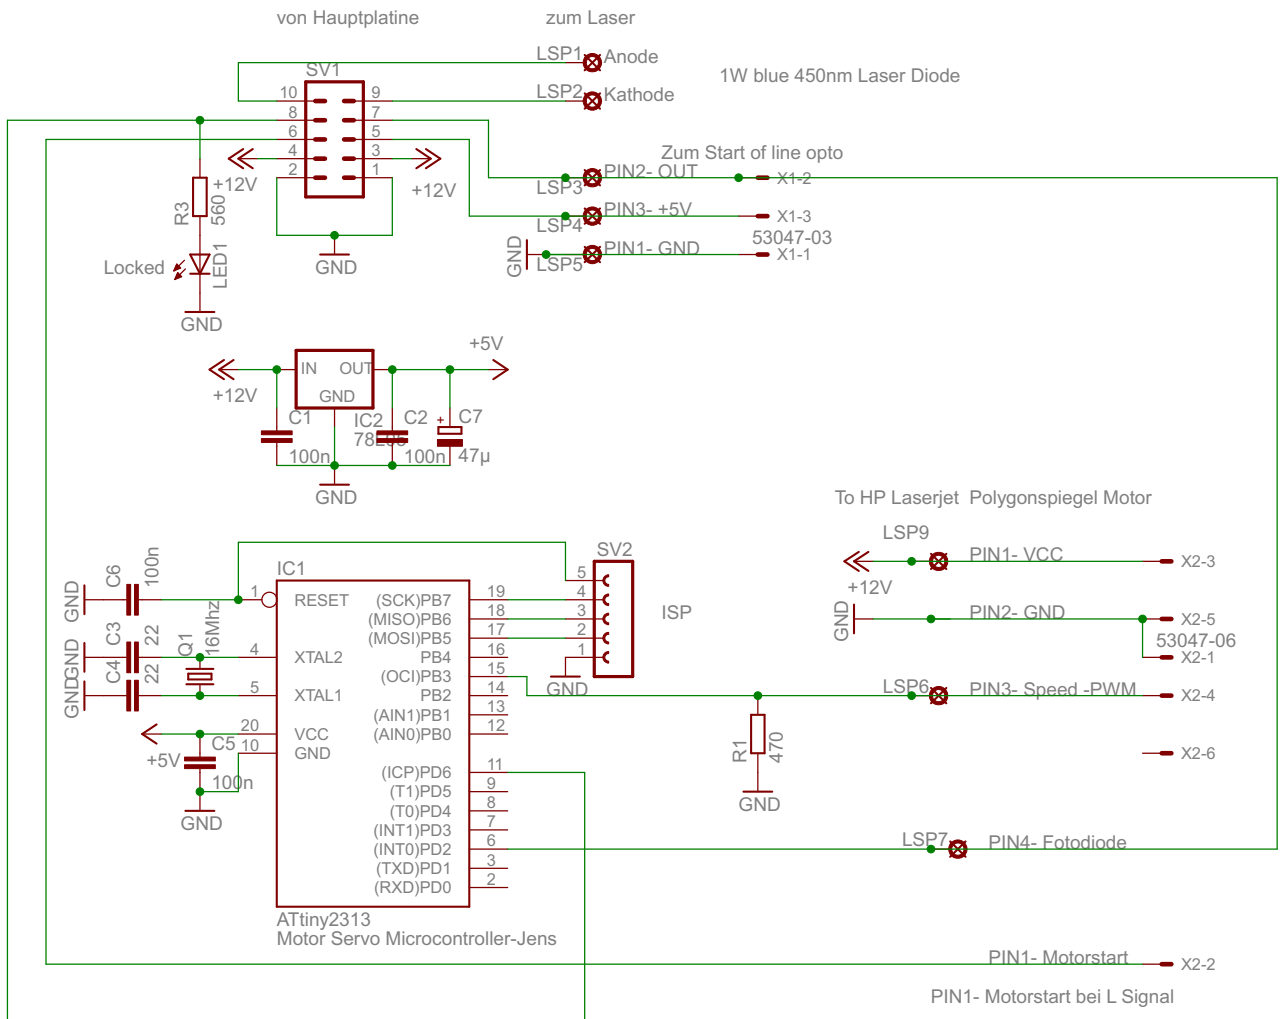 von Hauptplatine
zum Laser
LSP1
Anode
SV1
1W blue 450nm Laser Diode
10
9
LSP2
Kathode
8
7
6
5
4
3
2
1
+12V
+12V
Zum Start of line opto
PIN2- OUT
X1-2
LSP3
R3
560
PIN3- +5V
X1-3
LSP4
53047-03
GND
PIN1- GND
X1-1
LSP5
GND
Locked
LED1
GND
+5V
IN
OUT
GND
+12V
C1
IC2
C2
C7
+
78L05
100n
100n
47µ
GND
To HP Laserjet Polygonspiegel Motor
LSP9
PIN1- VCC
X2-3
+12V
GND
PIN2- GND
X2-5
53047-06
X2-1
LSP6
PIN3- Speed -PWM
X2-4
R1
470
GND
X2-6
SV2
5
4
3
2
1
ISP
GND
IC1
GND
C6
100n
1
RESET
(SCK)PB7
19
(MISO)PB6
18
(MOSI)PB5
17
GND
C3
22
Q1
16Mhz
4
XTAL2
PB4
16
(OCI)PB3
15
GND
C4
22
5
XTAL1
PB2
14
(AIN1)PB1
13
20
VCC
(AIN0)PB0
12
+5V
C5
10
GND
100n
(ICP)PD6
11
(T1)PD5
9
GND
(T0)PD4
8
(INT1)PD3
7
(INT0)PD2
6
LSP7
PIN4- Fotodiode
(TXD)PD1
3
(RXD)PD0
2
ATtiny2313
Motor Servo Microcontroller-Jens
PIN1- Motorstart
X2-2
PIN1- Motorstart bei L Signal